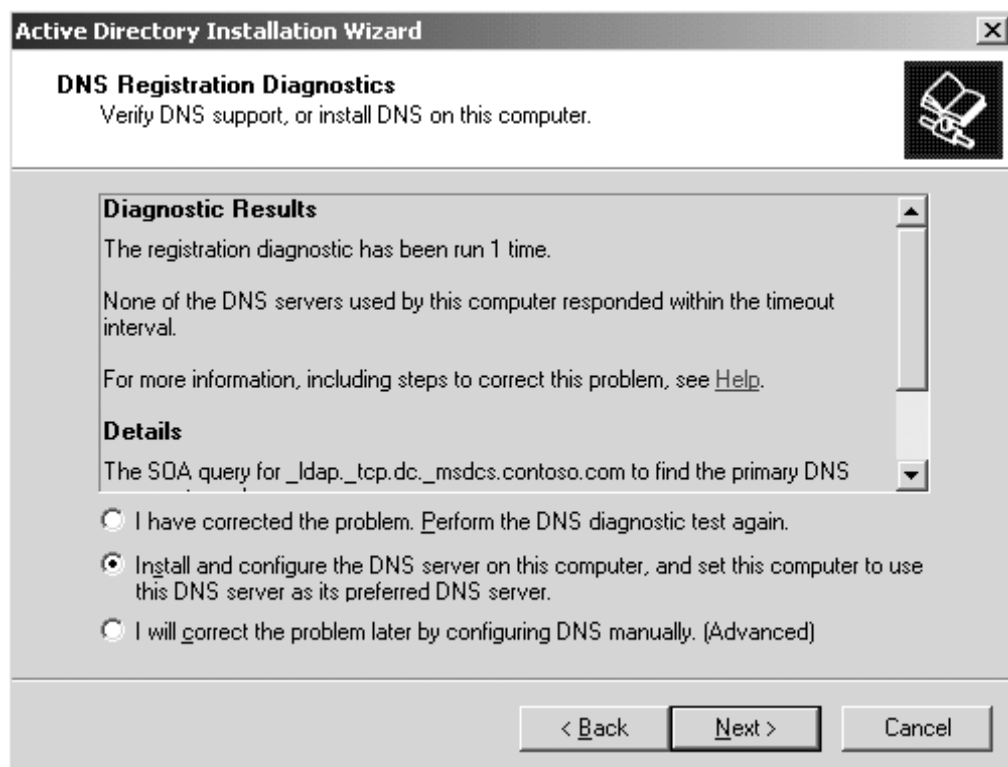 Active Directory Installation Wizard
DNS Registration Diagnostics
Verify DNS support, or install DNS on this computer.
Diagnostic Results
The registration diagnostic has been run 1 time.
None of the DNS servers used by this computer responded within the timeout
interval.
For more information, including steps to correct this problem, see Help.
Details
The SOA query for _ldap._tcp.dc._msdcs.contoso.com to find the primary DNS
I have corrected the problem. Perform the DNS diagnostic test again.
Install and configure the DNS server on this computer, and set this computer to use
this DNS server as its preferred DNS server.
I will correct the problem later by configuring DNS manually. (Advanced)
< Back
Next >
Cancel